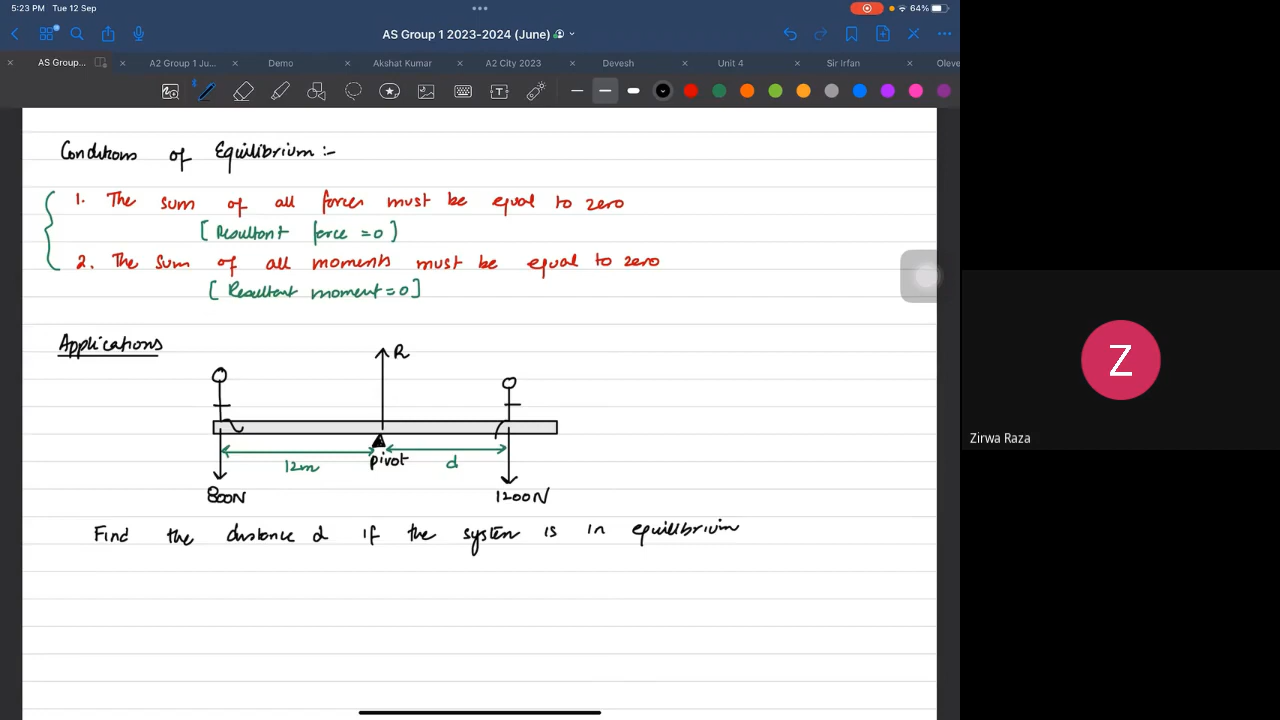 5:23 PM Tue 12 Sep
64%
AS Group 1 2023-2024 (June)
AS Group...
A2 Group 1 Ju...
Demo
Akshat Kumar
A2 City 2023
Devesh
Unit 4
Sir Irfan
Oleve
Conditions of Equilibrium :-
1. The sum of all forces must be equal to zero
[Resultant force = 0]
2. The sum of all moments must be equal to zero
[Resultant moment = 0]
Applications
R
12m
pivot
d
800N
1200N
Find the distance d if the system is in equilibrium
Z
Zirwa Raza